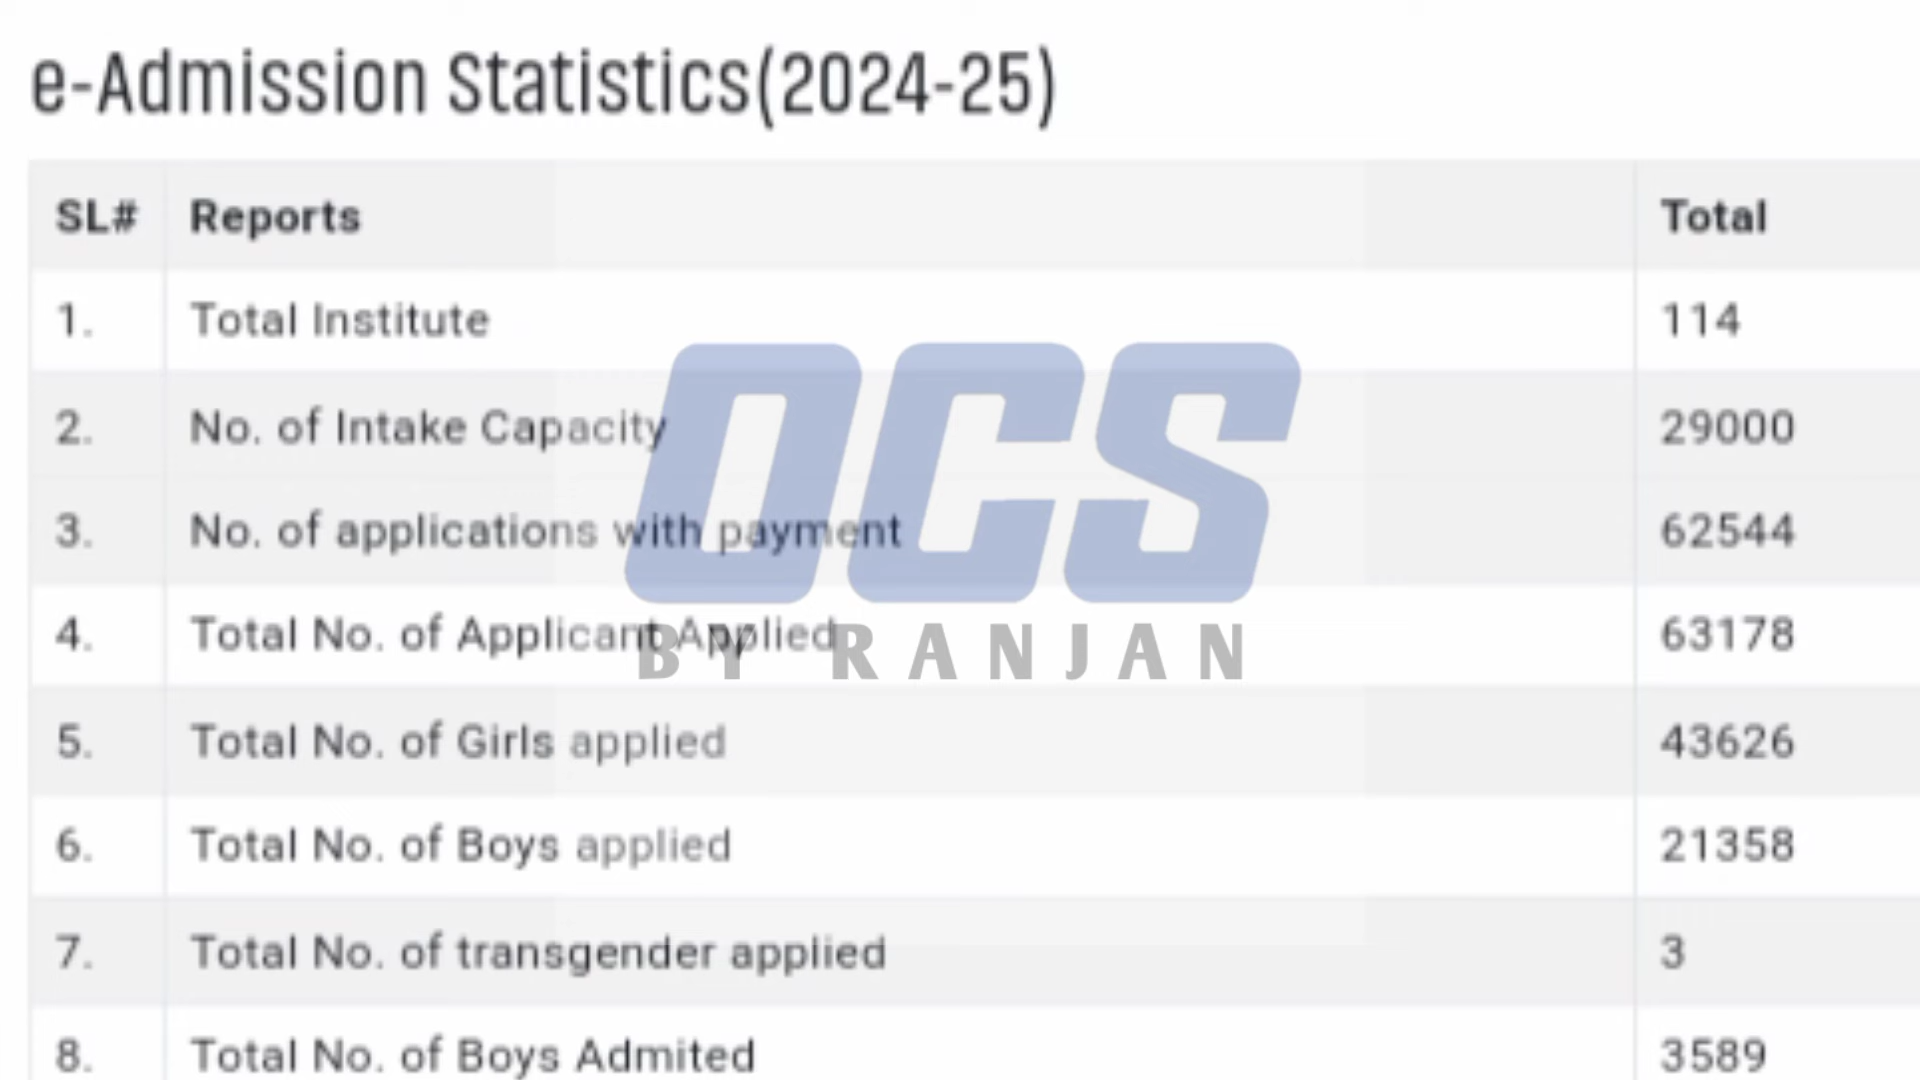 e-Admission Statistics(2024-25)
SL# Reports Total
1. Total Institute 114
2. No. of Intake Capacity 29000
3. No. of applications with payment 62544
4. Total No. of Applicant Applied 63178
5. Total No. of Girls applied 43626
6. Total No. of Boys applied 21358
7. Total No. of transgender applied 3
8. Total No. of Boys Admited 3589
OCS
BY RANJAN